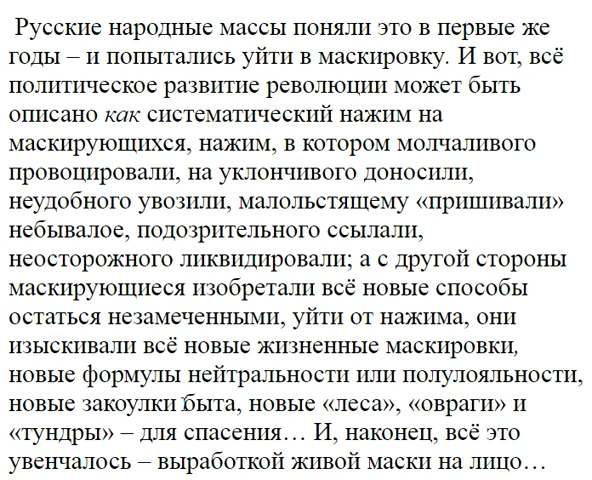 Русские народные массы поняли это в первые же
годы – и попытались уйти в маскировку. И вот, всё
политическое развитие революции может быть
описано как систематический нажим на
маскирующихся, нажим, в котором молчаливого
провоцировали, на уклончивого доносили,
неудобного увозили, малольстящему «пришивали»
небывалое, подозрительного ссылали,
неосторожного ликвидировали; а с другой стороны
маскирующиеся изобретали всё новые способы
остаться незамеченными, уйти от нажима, они
изыскивали всё новые жизненные маскировки,
новые формулы нейтральности или полулояльности,
новые закоулки быта, новые «леса», «овраги» и
«тундры» – для спасения… И, наконец, всё это
увенчалось – выработкой живой маски на лицо…